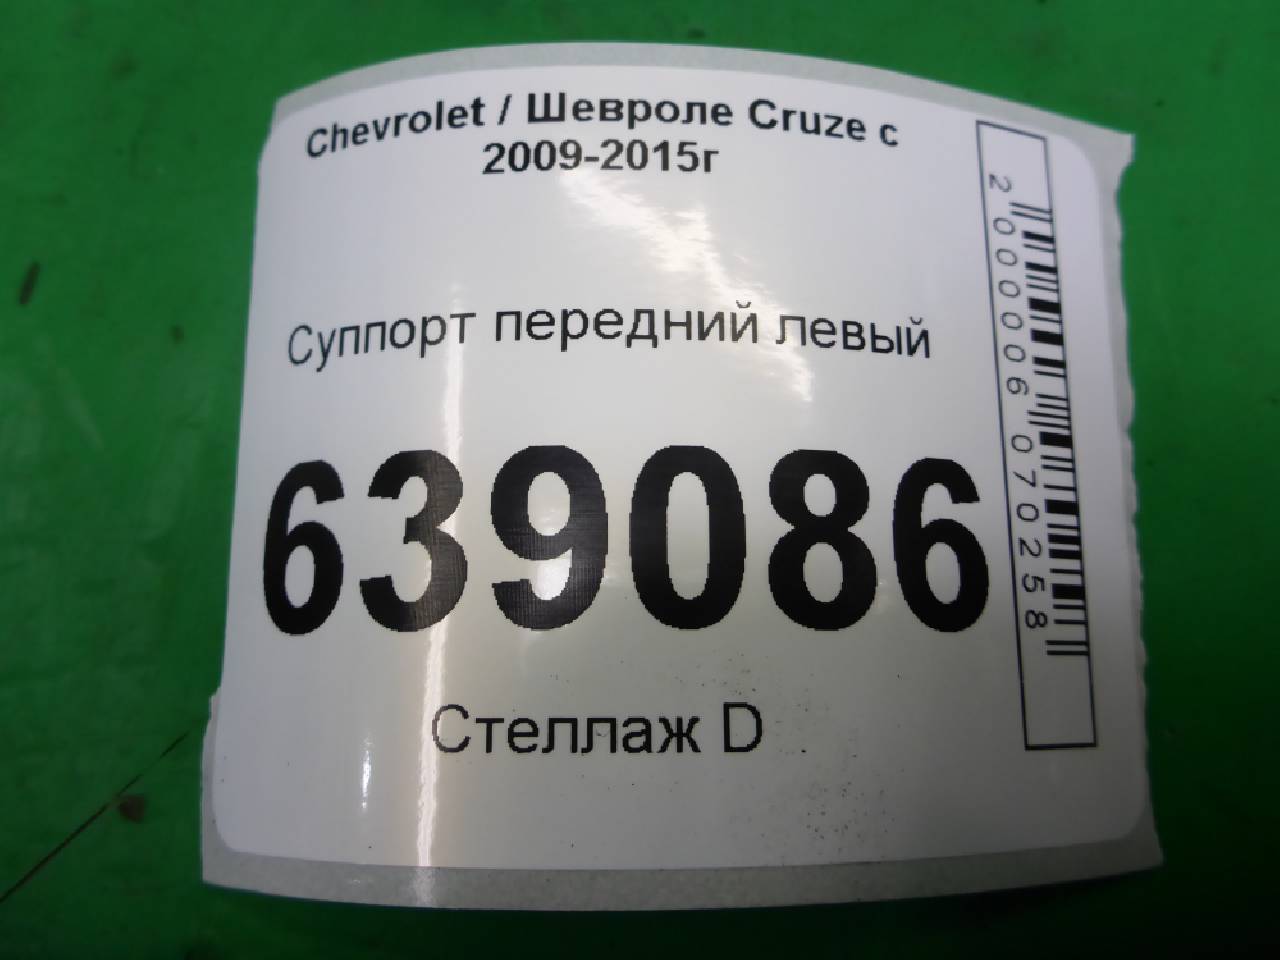 Chevrolet / Шевроле Cruze с
2009-2015г
Суппорт передний левый
639086
Стеллаж D
2000006070258